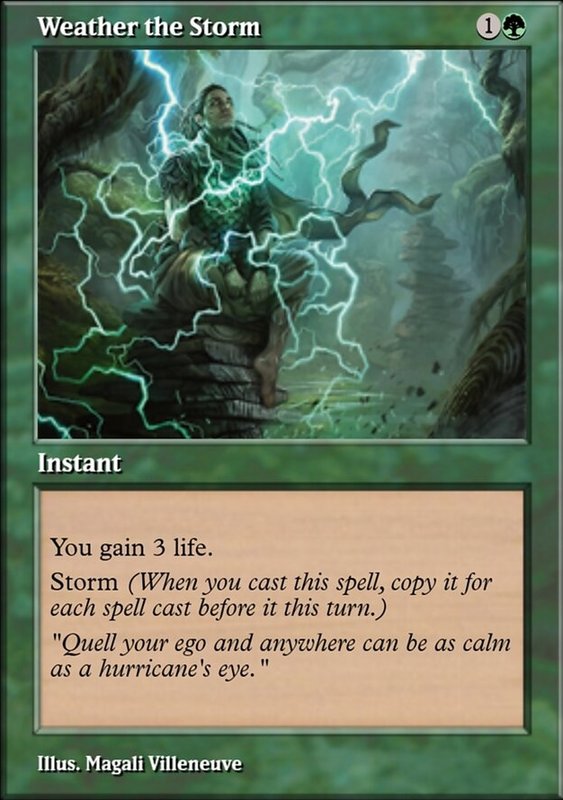 Weather the Storm 1
Instant
You gain 3 life.
Storm (When you cast this spell, copy it for
each spell cast before it this turn.)
"Quell your ego and anywhere can be as calm
as a hurricane's eye."
Illus. Magali Villeneuve